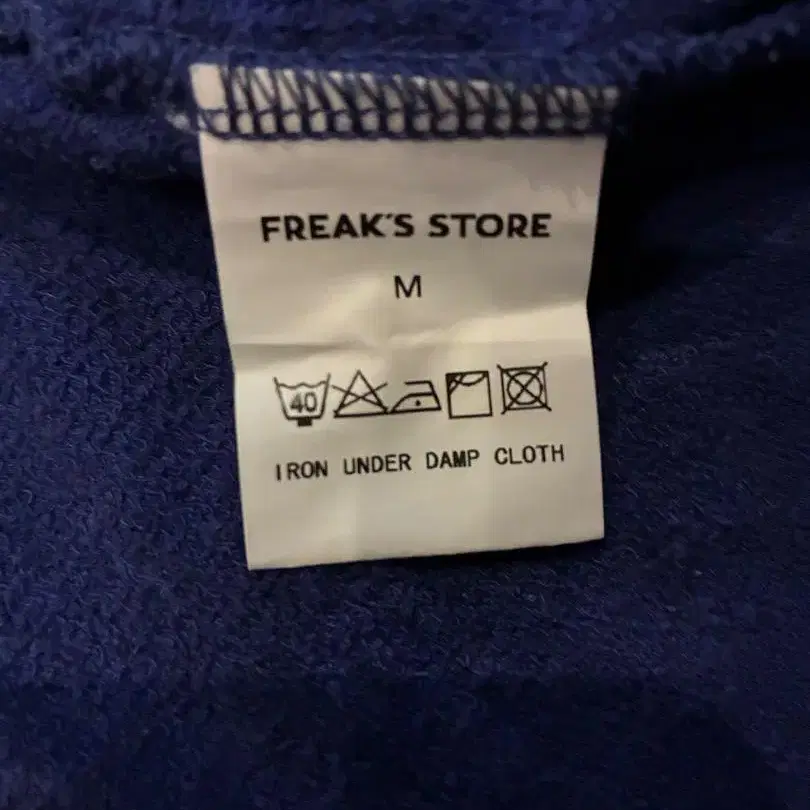 FREAK'S STORE
M
40
IRON UNDER DAMP CLOTH